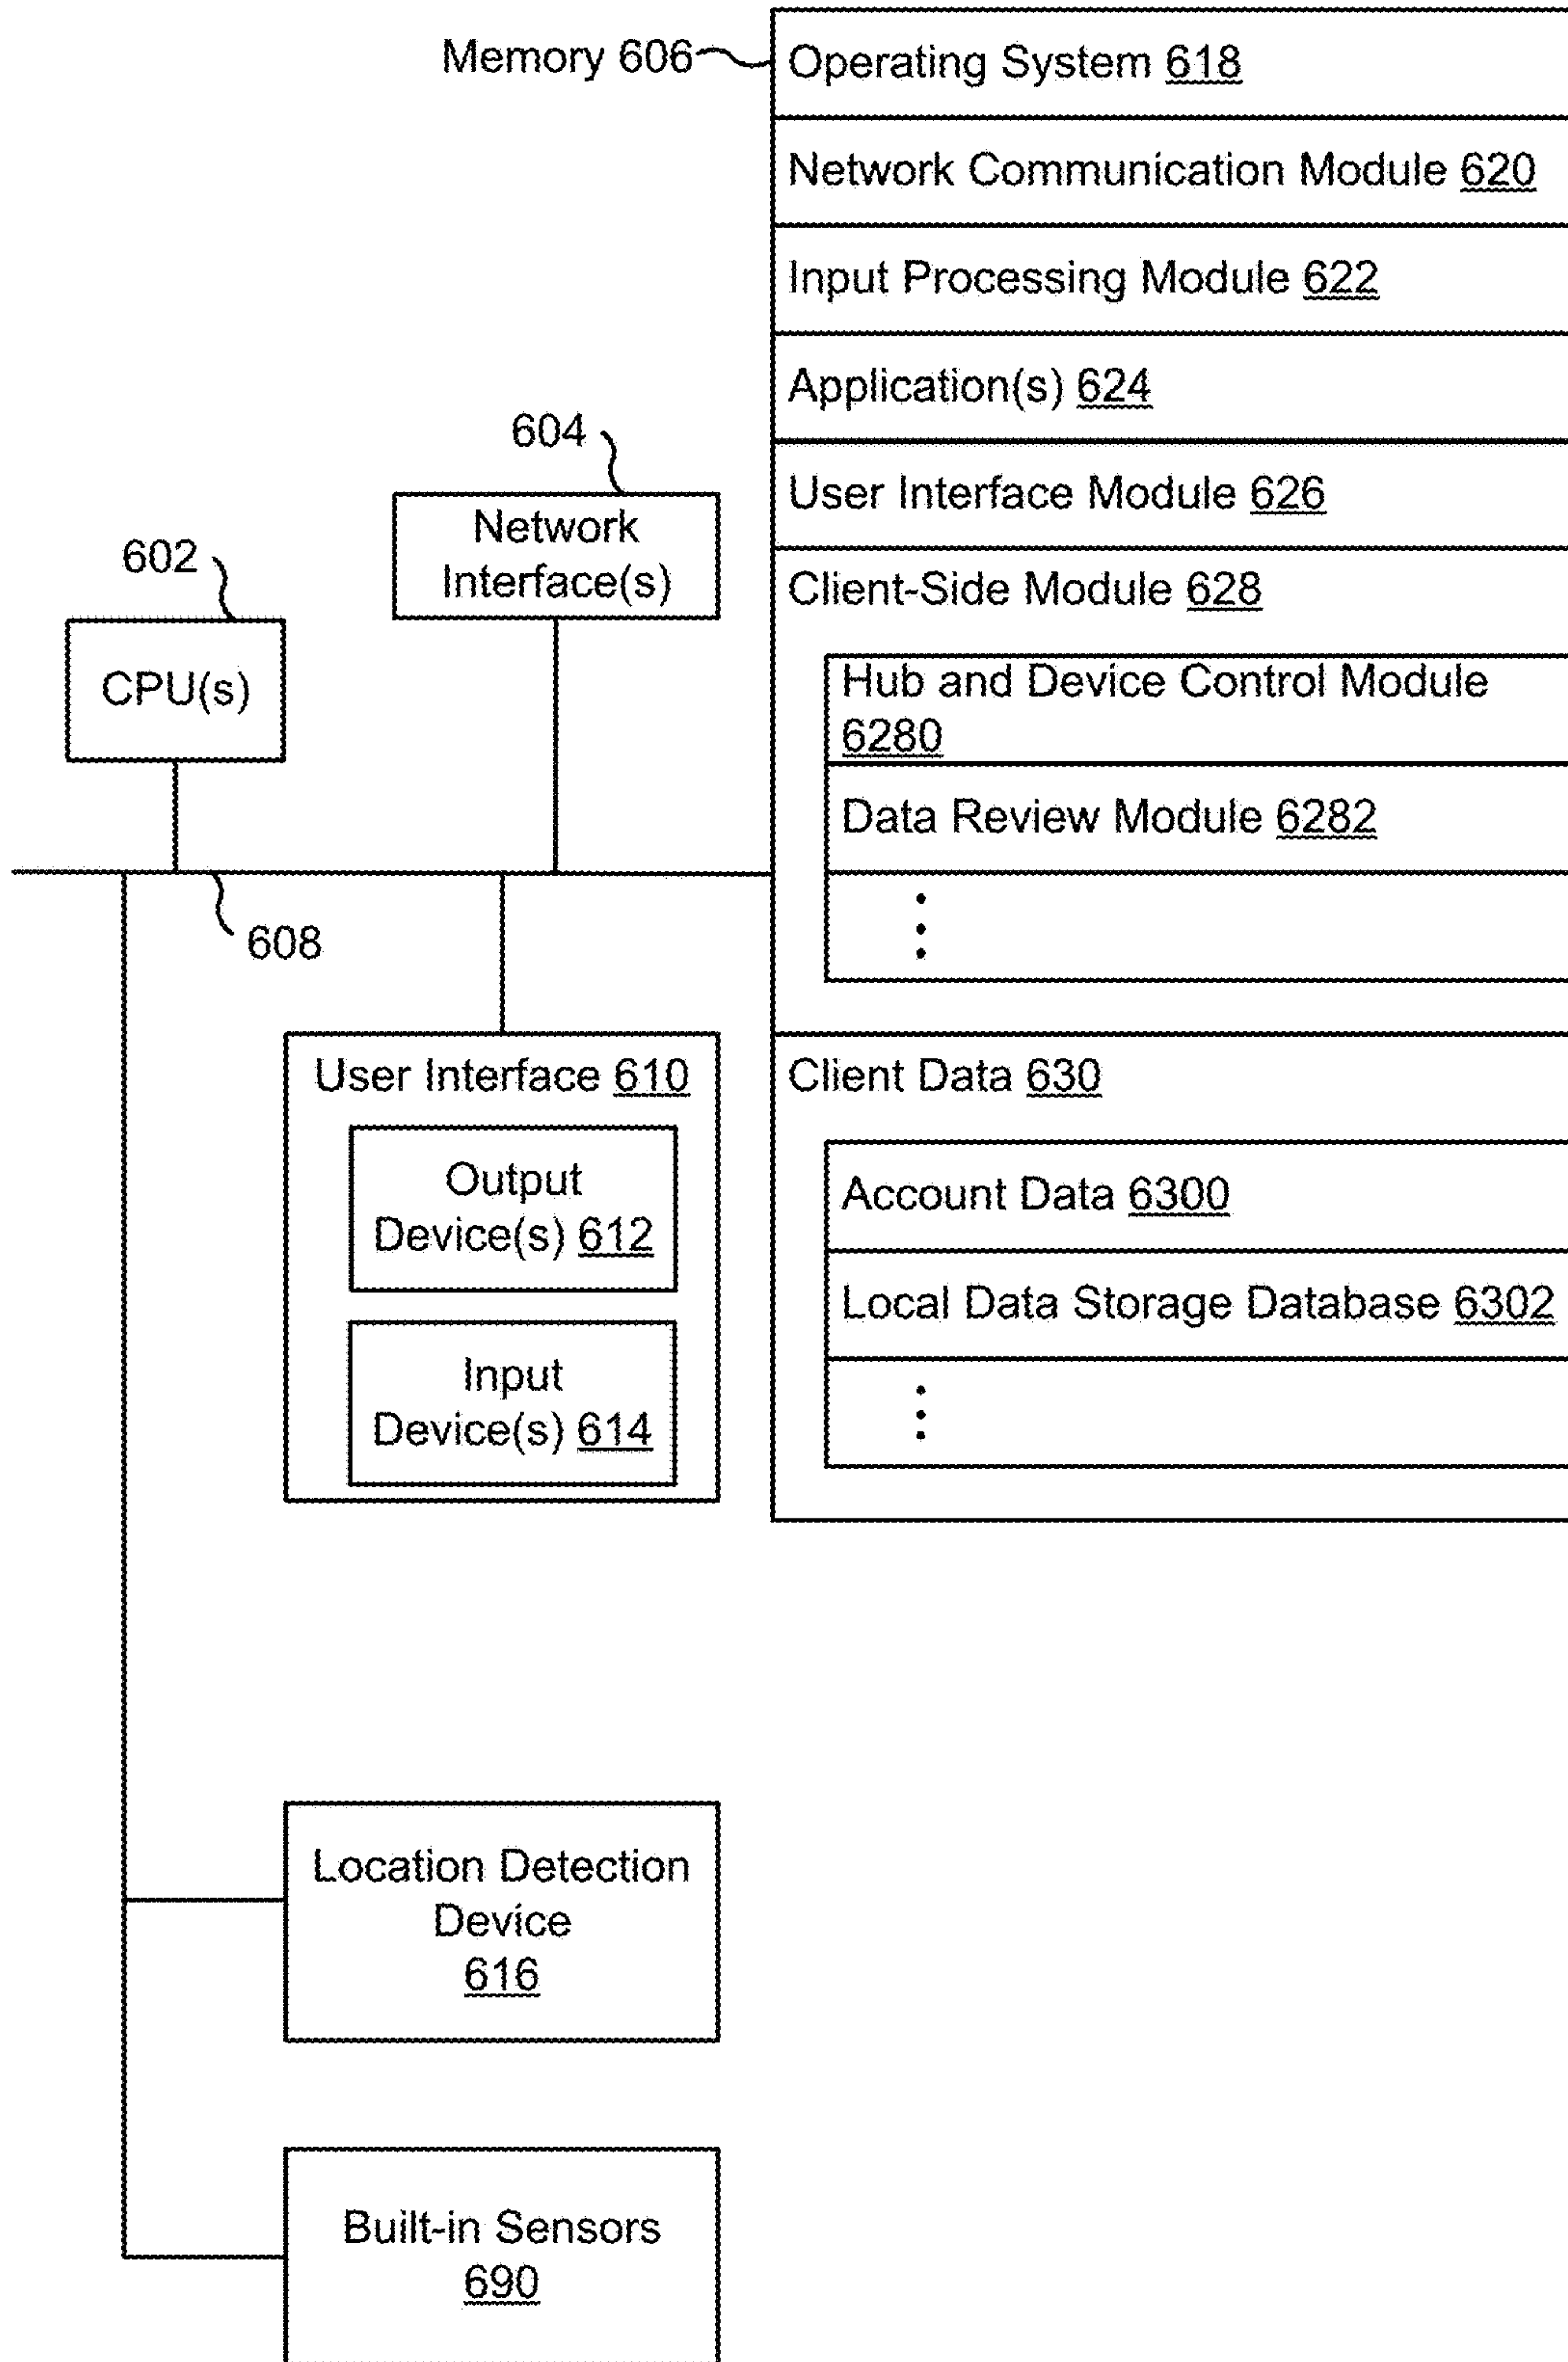 Memory 606
Operating System 618
Network Communication Module 620
Input Processing Module 622
Application(s) 624
User Interface Module 626
Client-Side Module 628
Hub and Device Control Module
6280
Data Review Module 6282
Client Data 630
Account Data 6300
Local Data Storage Database 6302
604
Network
Interface(s)
602
CPU(s)
608
User Interface 610
Output
Device(s) 612
Input
Device(s) 614
Location Detection
Device
616
Built-in Sensors
690